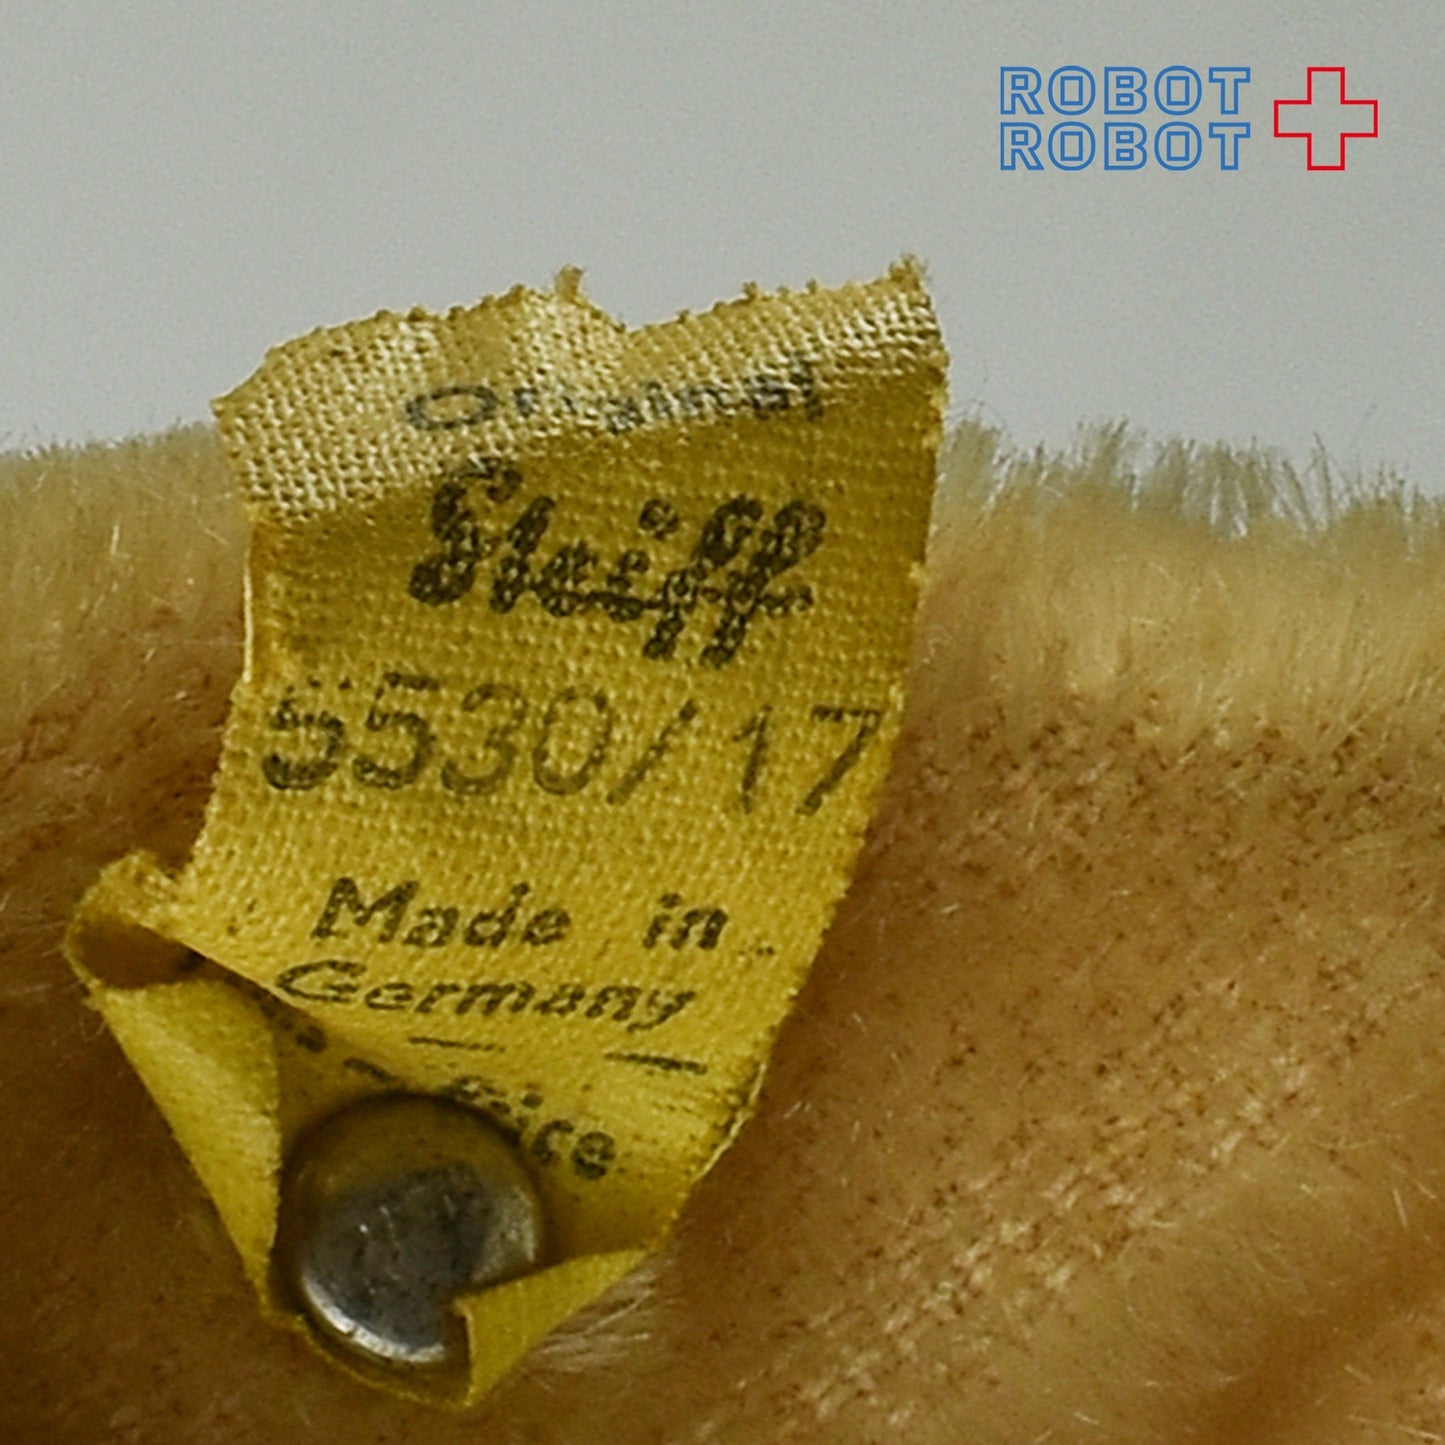 ROBOT
ROBOT
Original
Steiff
5530/17
Made in
Germany